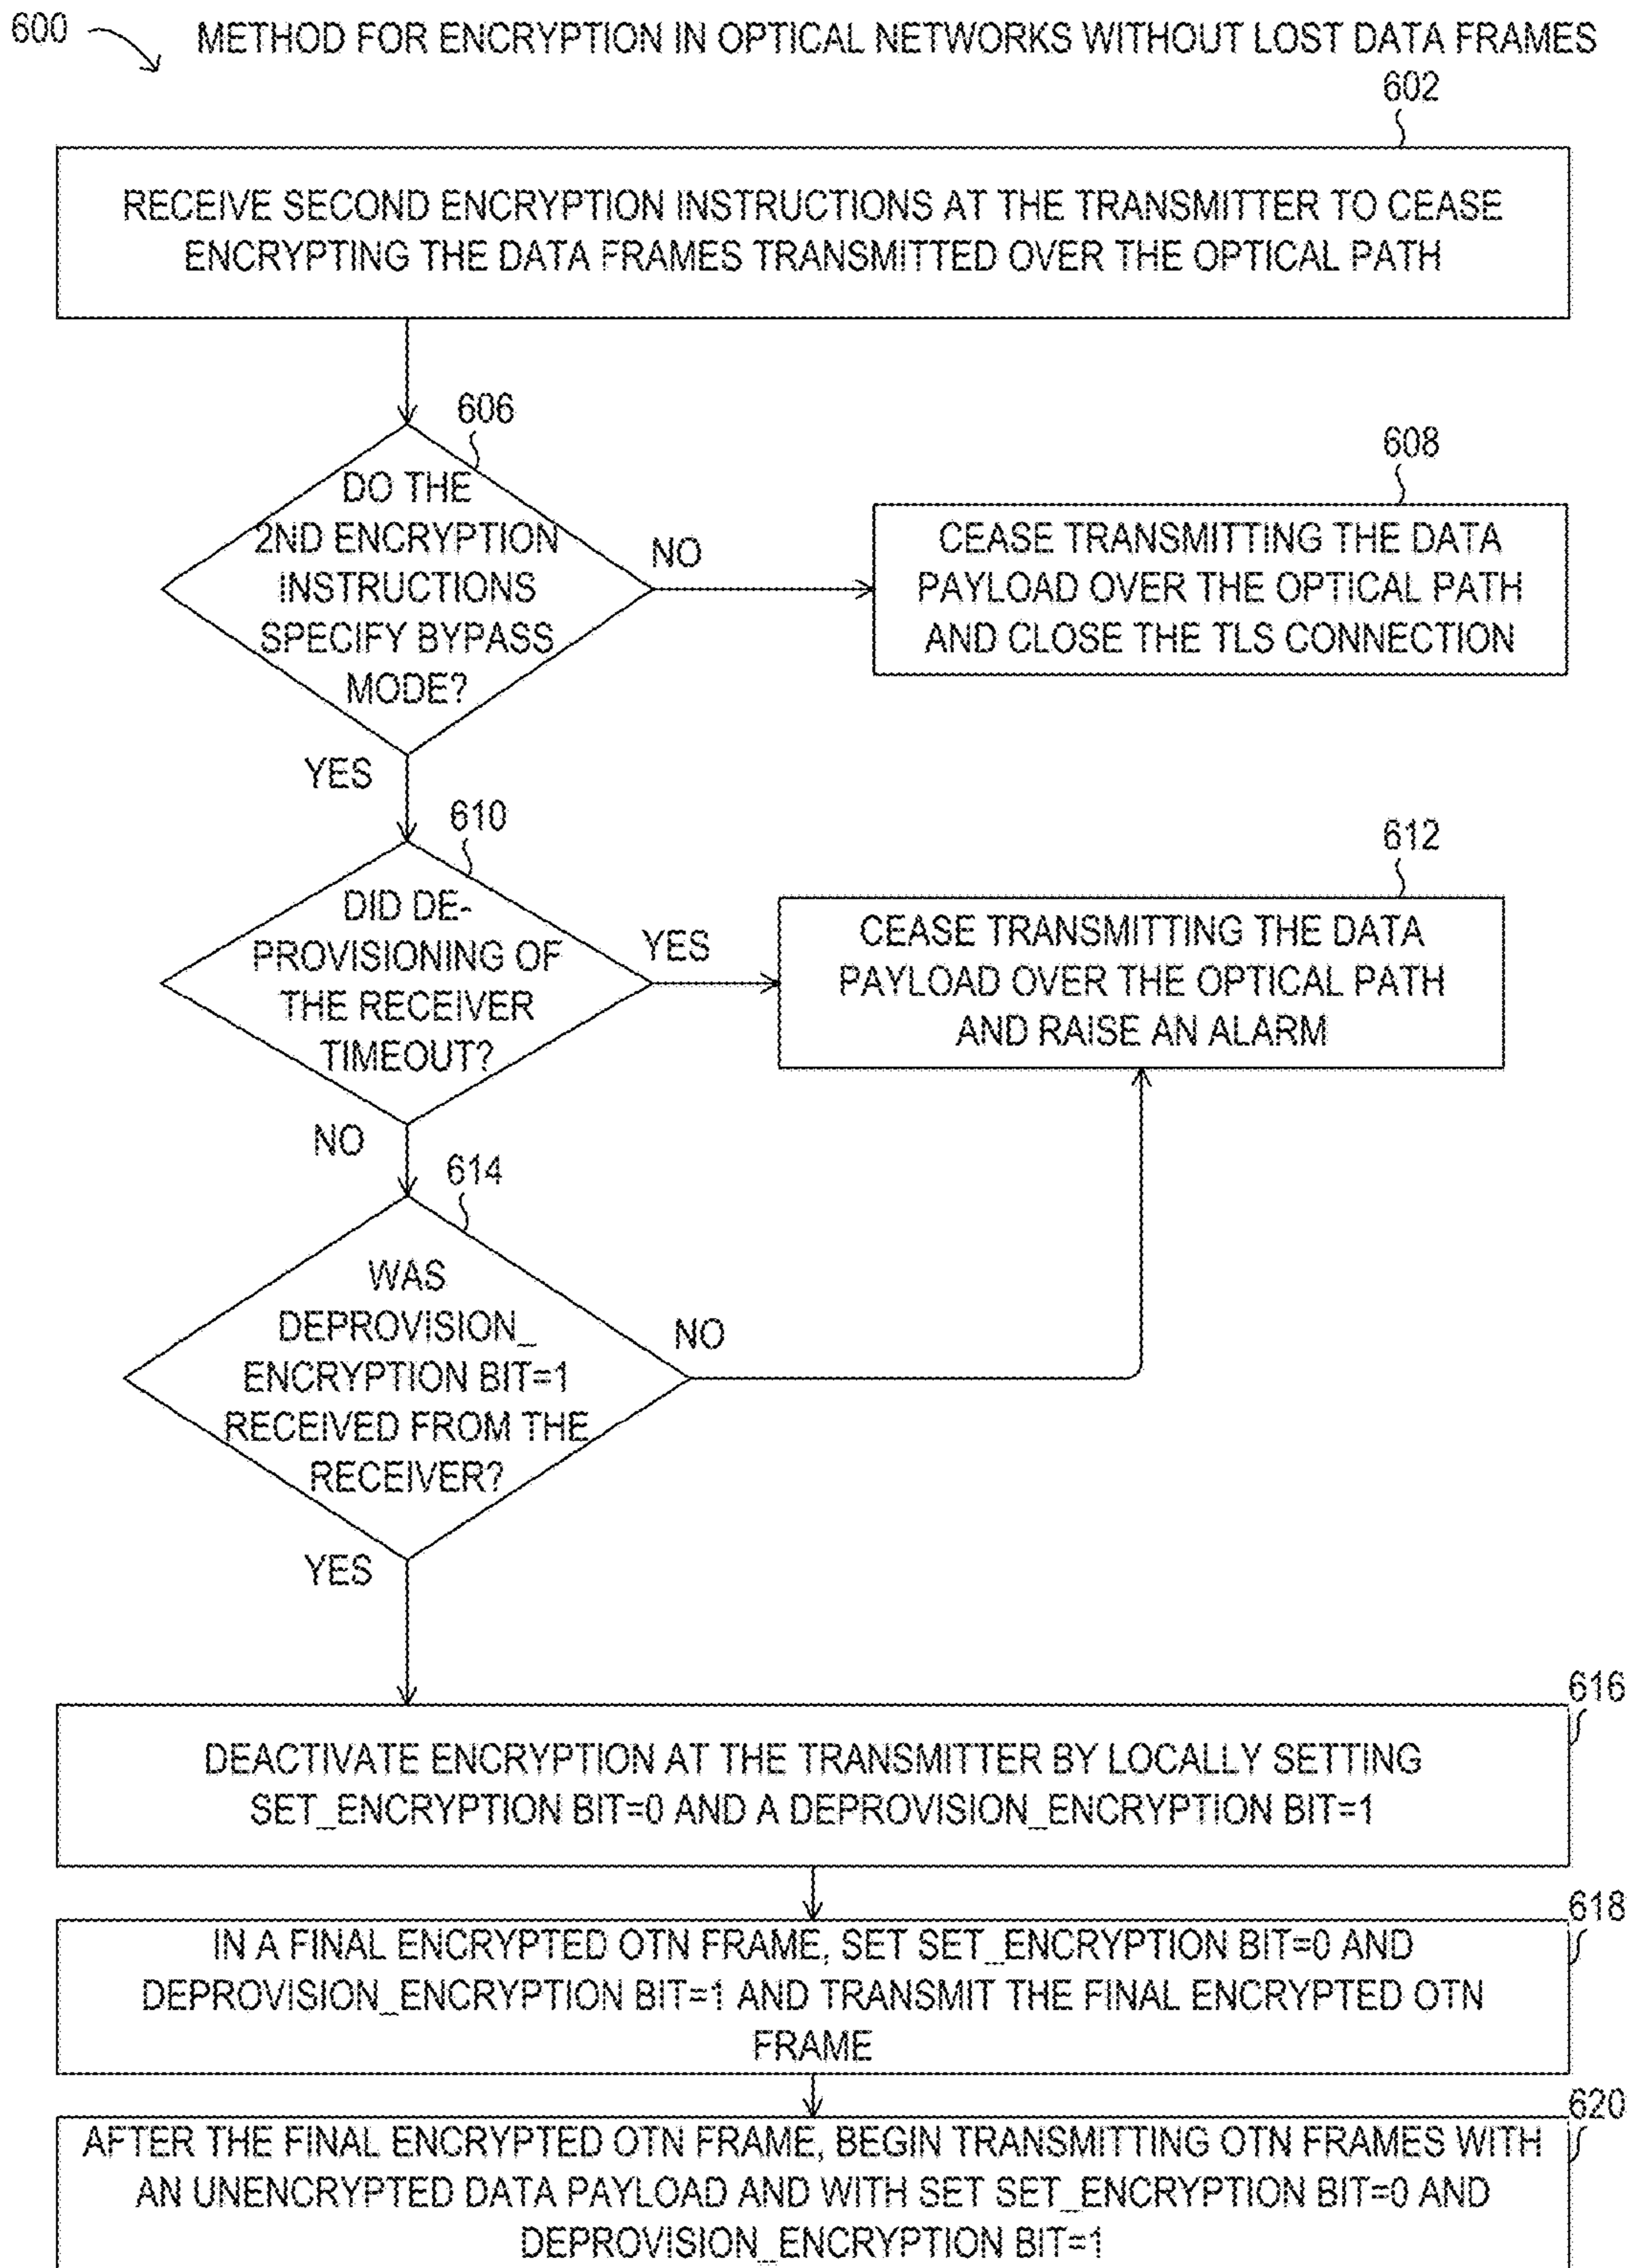 600
METHOD FOR ENCRYPTION IN OPTICAL NETWORKS WITHOUT LOST DATA FRAMES
602
RECEIVE SECOND ENCRYPTION INSTRUCTIONS AT THE TRANSMITTER TO CEASE
ENCRYPTING THE DATA FRAMES TRANSMITTED OVER THE OPTICAL PATH
606
DO THE
2ND ENCRYPTION
INSTRUCTIONS
SPECIFY BYPASS
MODE?
NO
608
CEASE TRANSMITTING THE DATA
PAYLOAD OVER THE OPTICAL PATH
AND CLOSE THE TLS CONNECTION
YES
610
DID DE-
PROVISIONING OF
THE RECEIVER
TIMEOUT?
YES
612
CEASE TRANSMITTING THE DATA
PAYLOAD OVER THE OPTICAL PATH
AND RAISE AN ALARM
NO
614
WAS
DEPROVISION_
ENCRYPTION BIT=1
RECEIVED FROM THE
RECEIVER?
NO
YES
616
DEACTIVATE ENCRYPTION AT THE TRANSMITTER BY LOCALLY SETTING
SET_ENCRYPTION BIT=0 AND A DEPROVISION_ENCRYPTION BIT=1
618
IN A FINAL ENCRYPTED OTN FRAME, SET SET_ENCRYPTION BIT=0 AND
DEPROVISION_ENCRYPTION BIT=1 AND TRANSMIT THE FINAL ENCRYPTED OTN
FRAME
620
AFTER THE FINAL ENCRYPTED OTN FRAME, BEGIN TRANSMITTING OTN FRAMES WITH
AN UNENCRYPTED DATA PAYLOAD AND WITH SET SET_ENCRYPTION BIT=0 AND
DEPROVISION_ENCRYPTION BIT=1